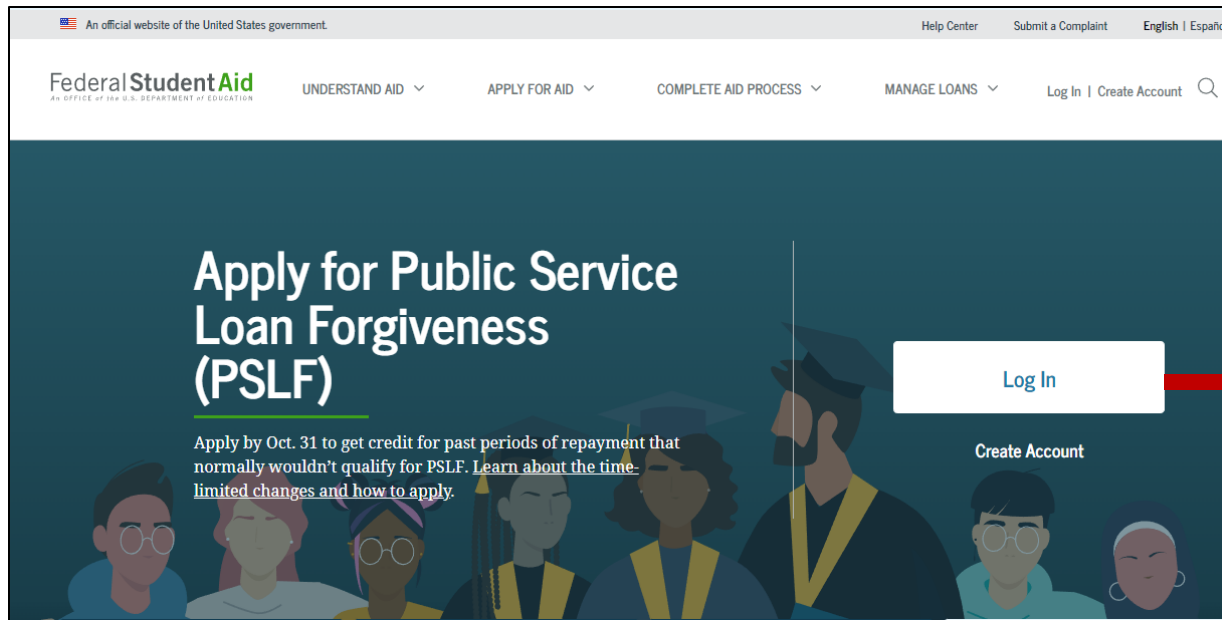 An official website of the United States government.
Help Center Submit a Complaint English | Españo
Federal Student Aid
An OFFICE of the U.S. DEPARTMENT of EDUCATION
UNDERSTAND AID APPLY FOR AID COMPLETE AID PROCESS MANAGE LOANS Log In | Create Account
Apply for Public Service
Loan Forgiveness
(PSLF)
Apply by Oct. 31 to get credit for past periods of repayment that
normally wouldn't qualify for PSLF. Learn about the time-
limited changes and how to apply.
Log In
Create Account